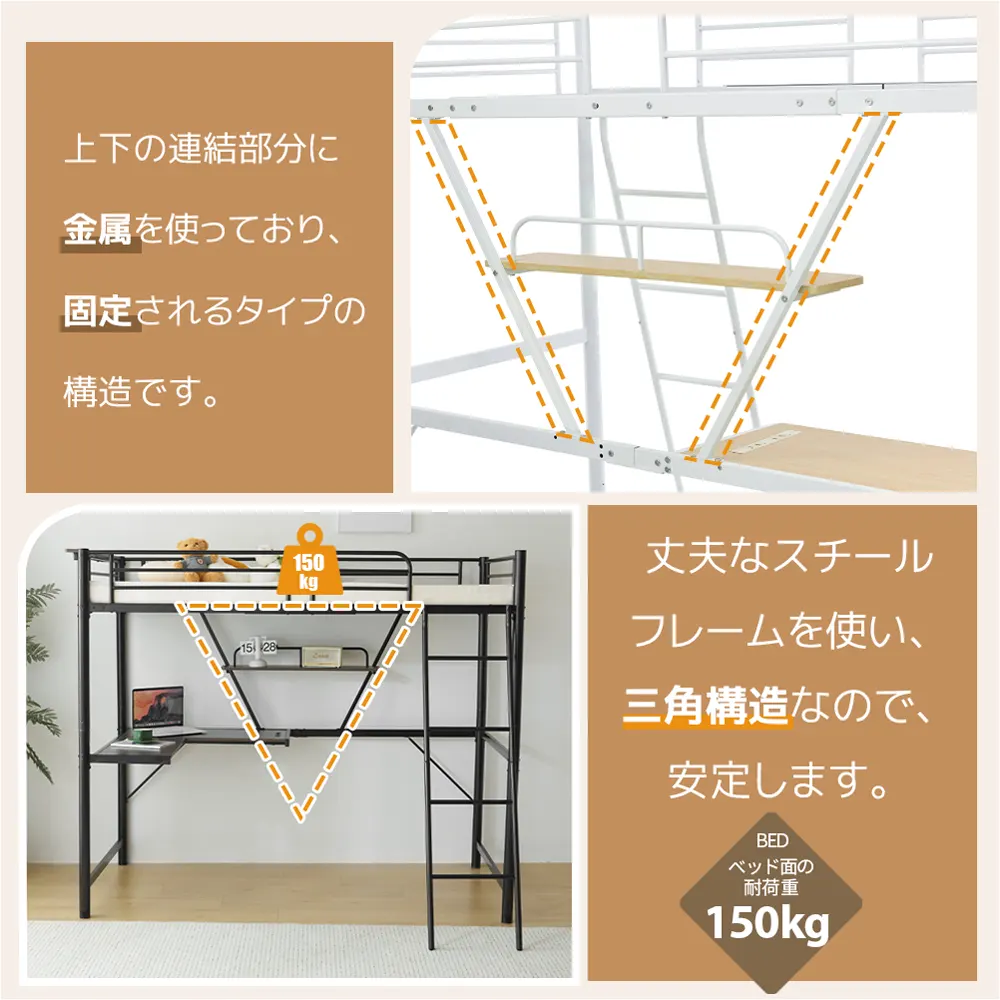 上下の連結部分に
金属を使っており、
固定されるタイプの
構造です。
150
kg
丈夫なスチール
フレームを使い、
三角構造なので、
安定します。
BED
ベッド面の
耐荷重
150kg